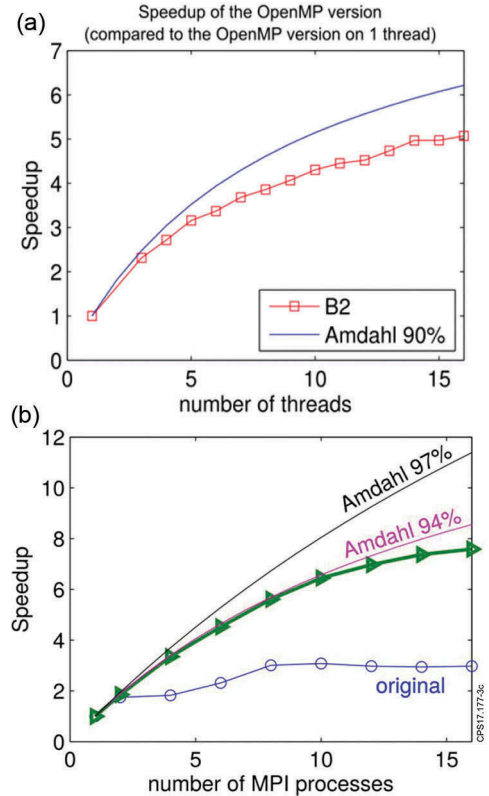 (a)
Speedup of the OpenMP version
(compared to the OpenMP version on 1 thread)
7
6
5
4
3
2
1
0
Speedup
B2
Amdahl 90%
0
5
10
15
number of threads
(b)
12
10
8
6
4
2
0
Speedup
Amdahl 97%
Amdahl 94%
original
CPS17.177-3c
0
5
10
15
number of MPI processes